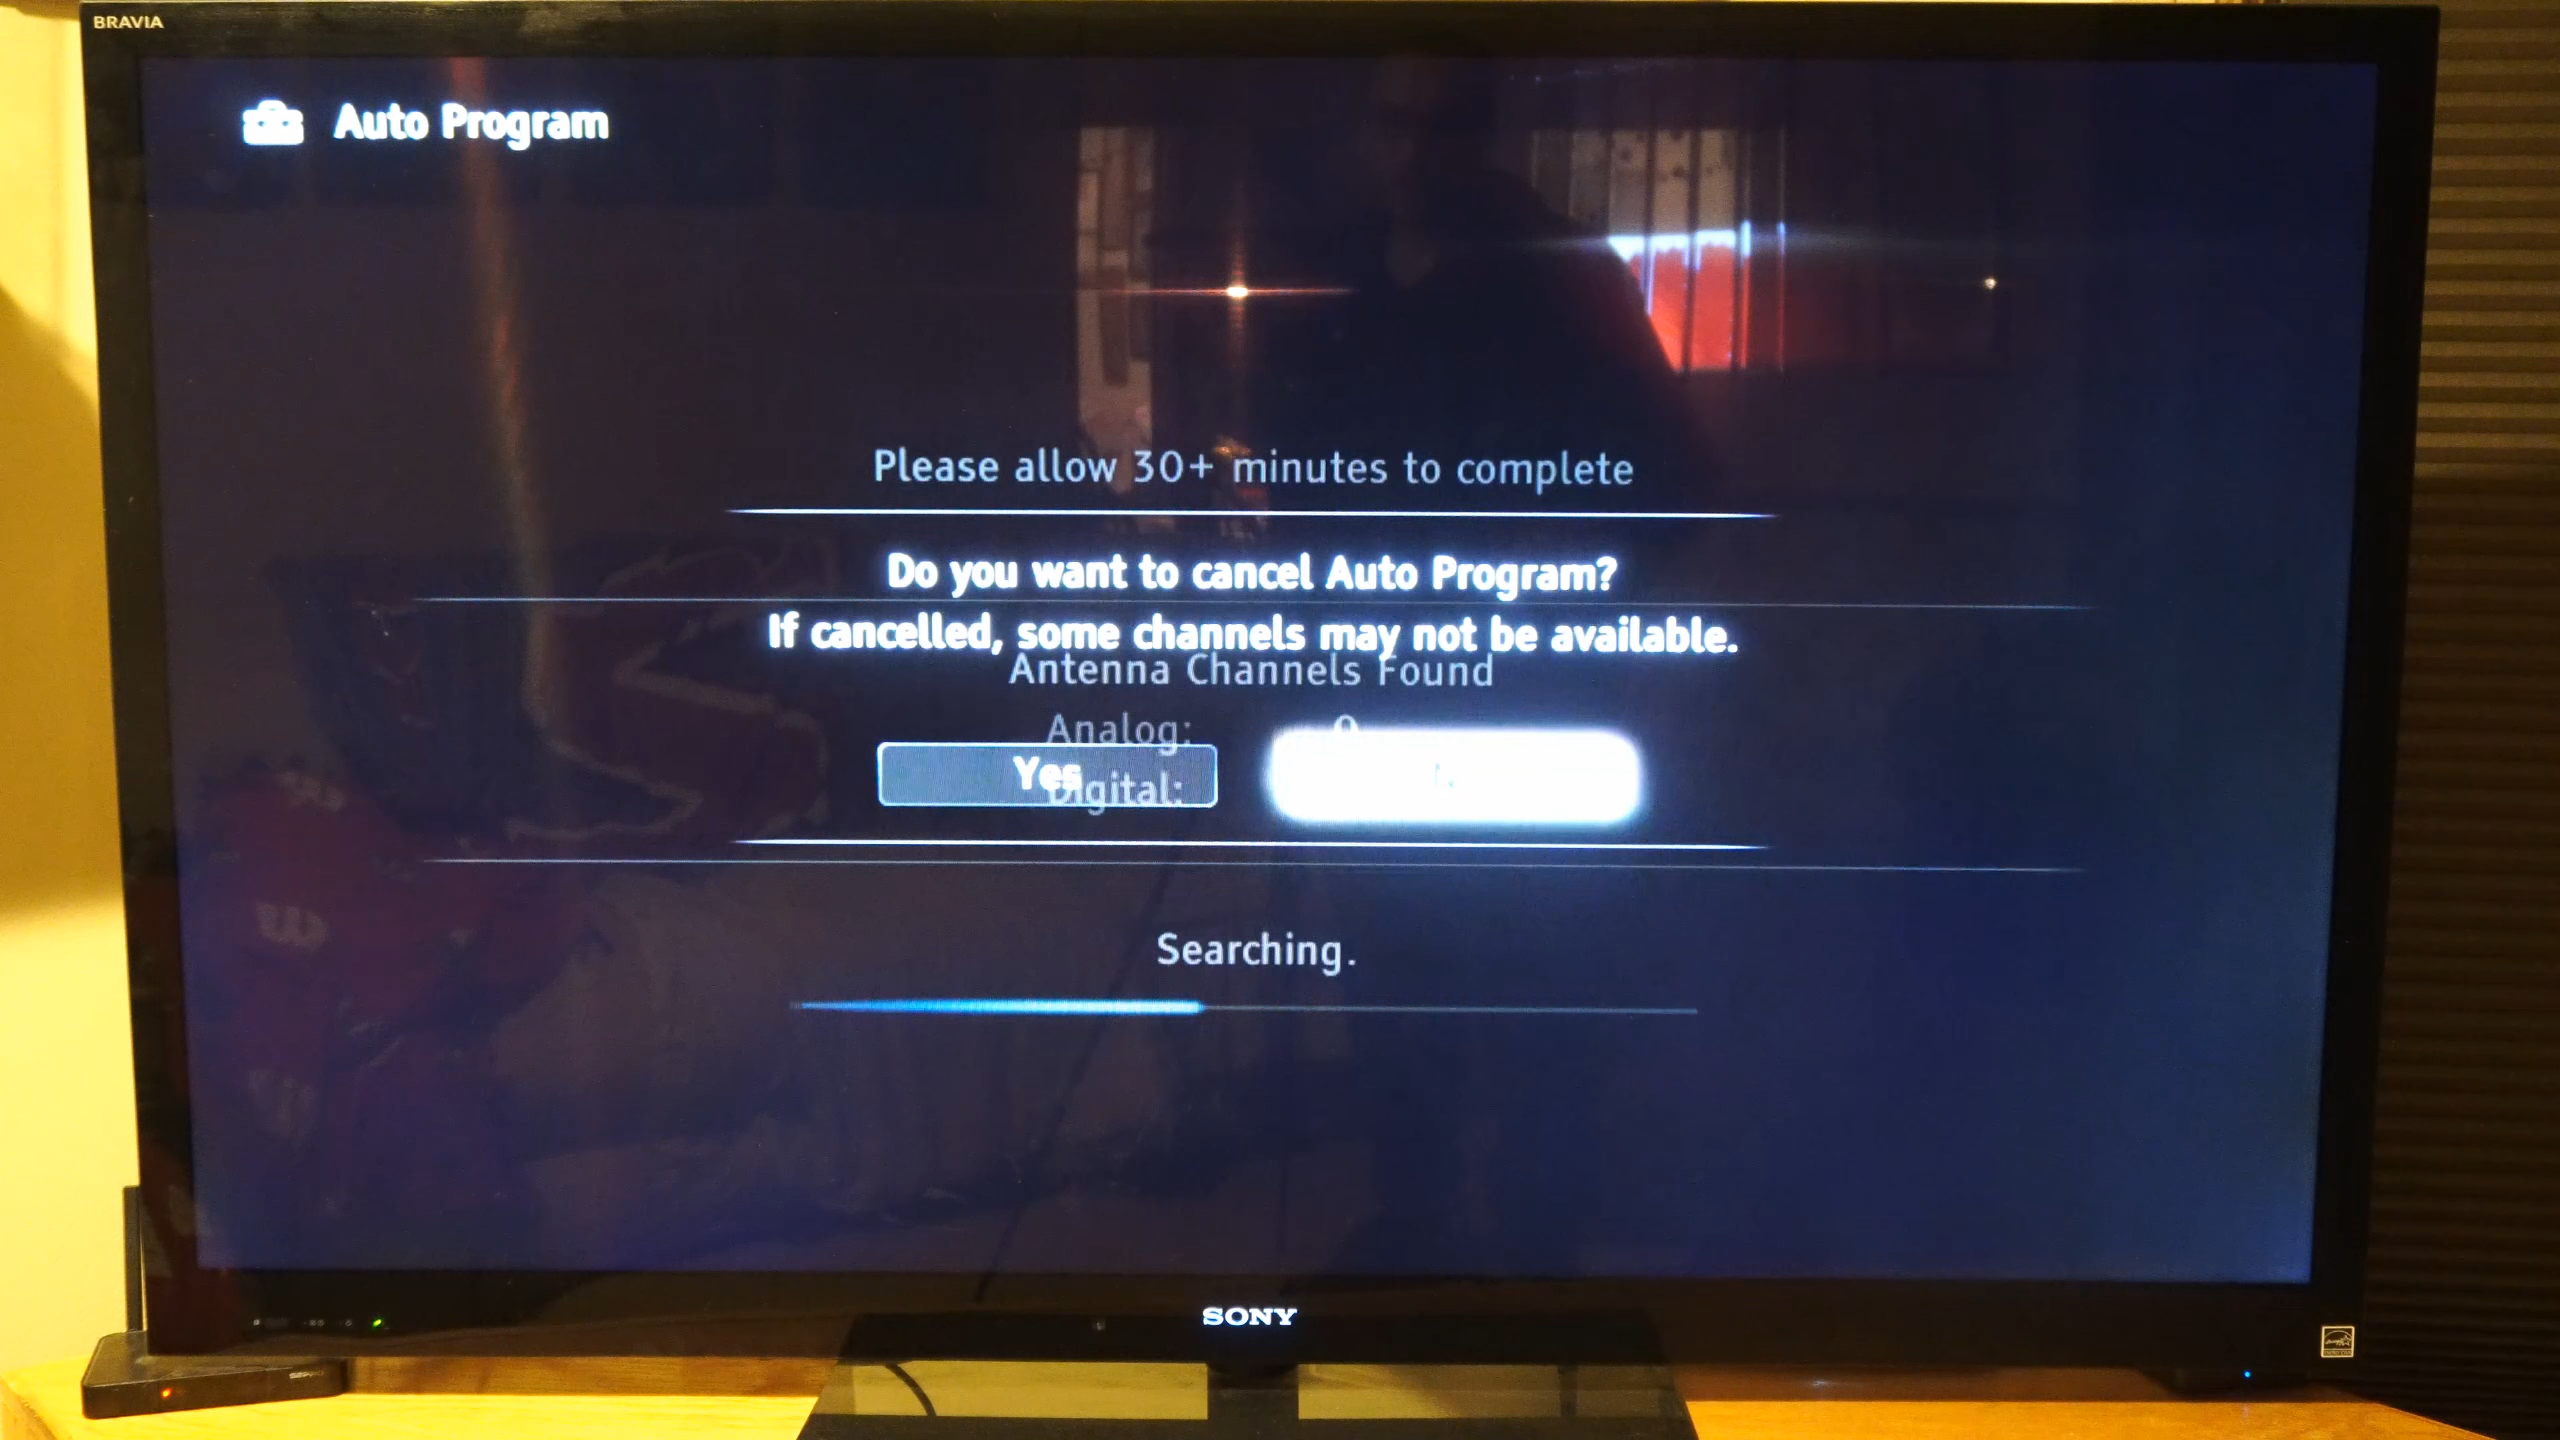 BRAVIA
Auto Program
Please allow 30+ minutes to complete
Do you want to cancel Auto Program?
If cancelled, some channels may not be available.
Antenna Channels Found
Analog:
Yes
Digital:
Searching.
SONY